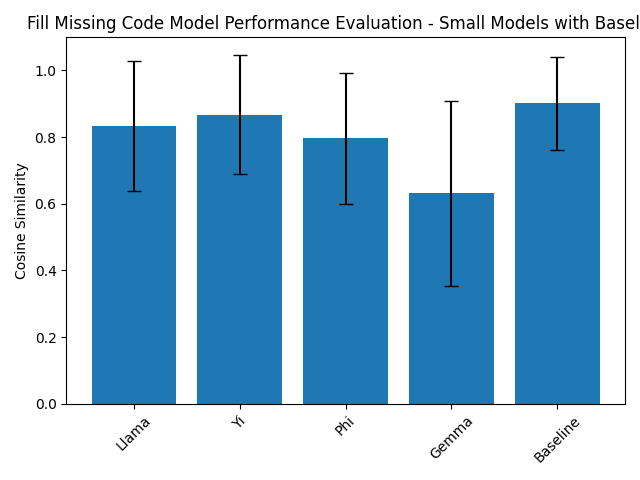 Fill Missing Code Model Performance Evaluation - Small Models with Basel
Cosine Similarity
1.0
0.8
0.6
0.4
0.2
0.0
Llama
Yi
Phi
Gemma
Baseline